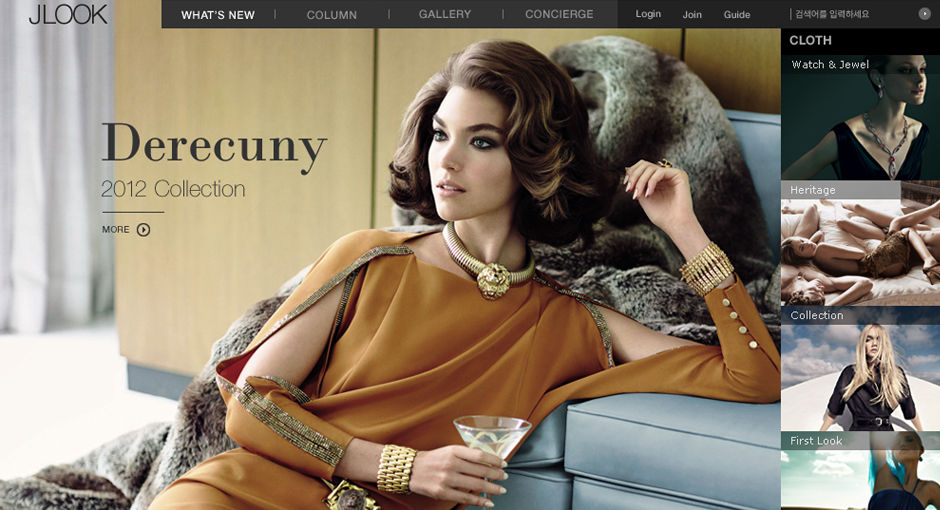 JLOOK
WHAT'S NEW
COLUMN
GALLERY
CONCIERGE
Login
Join
Guide
검색어를 입력하세요
CLOTH
Watch & Jewel
Derecuny
2012 Collection
MORE
Heritage
Collection
First Look